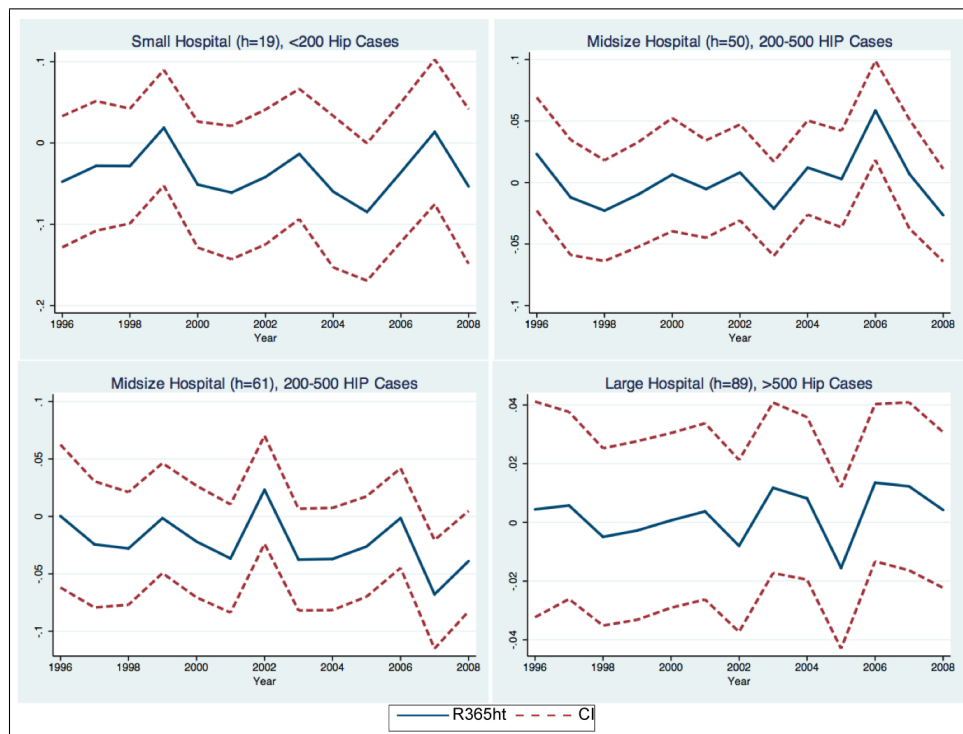 Small Hospital (h=19), <200 Hip Cases
.1
0
-.1
-.2
1996 1998 2000 2002 2004 2006 2008
Year
Midsize Hospital (h=50), 200-500 HIP Cases
.1
.05
0
-.05
-.1
1996 1998 2000 2002 2004 2006 2008
Year
Midsize Hospital (h=61), 200-500 HIP Cases
.1
.05
0
-.05
-.1
1996 1998 2000 2002 2004 2006 2008
Year
Large Hospital (h=89), >500 Hip Cases
.04
.02
0
-.02
-.04
1996 1998 2000 2002 2004 2006 2008
Year
R365ht CI